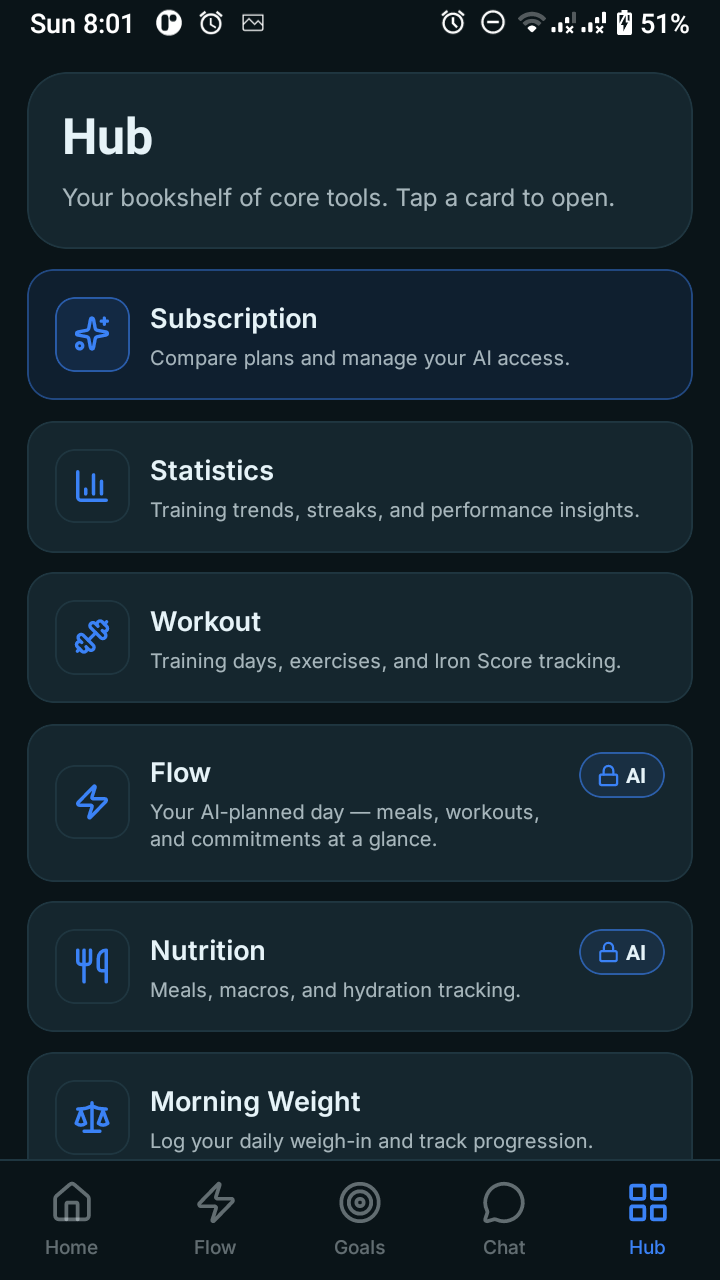 Sun 8:01
51%
Hub
Your bookshelf of core tools. Tap a card to open.
Subscription
Compare plans and manage your AI access.
Statistics
Training trends, streaks, and performance insights.
Workout
Training days, exercises, and Iron Score tracking.
Flow
AI
Your AI-planned day — meals, workouts,
and commitments at a glance.
Nutrition
AI
Meals, macros, and hydration tracking.
Morning Weight
Log your daily weigh-in and track progression.
Home
Flow
Goals
Chat
Hub